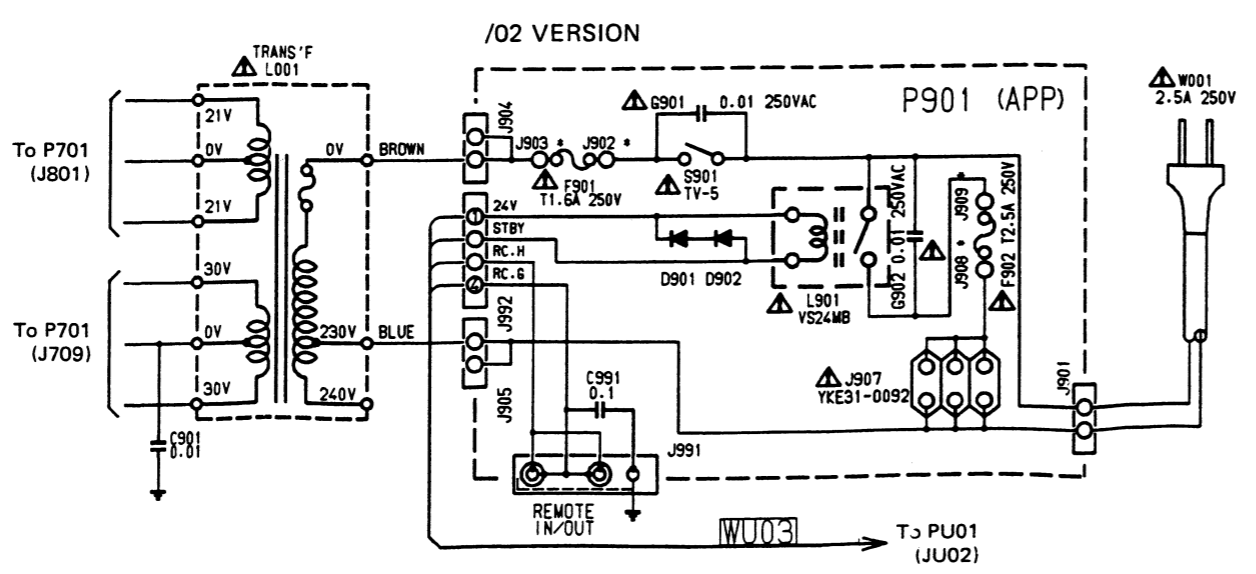 /02 VERSION
TRANS'F
L001
21V
0V
21V
To P701
(J801)
30V
0V
30V
To P701
(J709)
C901
0.01
0V
BROWN
230V
BLUE
240V
J904
J903 *
J902 *
F901
T1.6A 250V
G901
0.01 250VAC
S901
TV-5
P901 (APP)
W001
2.5A 250V
1
24V
STBY
RC.H
4
RC.G
J992
D901 D902
L901
VS24MB
G902 0.01 250VAC
J909 *
J908 *
F902 T2.5A 250V
J907
YKE31-0092
J901
J905
C991
0.1
J991
REMOTE
IN/OUT
WU03
To PU01
(JU02)